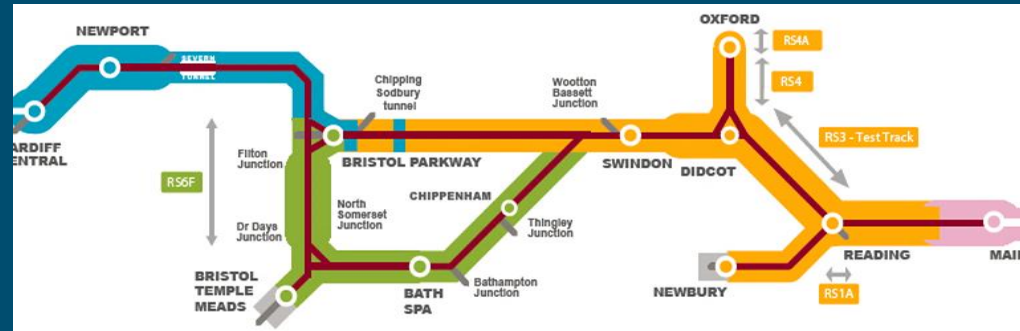 OXFORD
RS4A
NEWPORT
SEVERN
TUNNEL
RS4
Chipping
Sodbury
tunnel
Wootton
Bassett
Junction
RS3 - Test Track
ARDIFF
ENTRAL
Filton
Junction
BRISTOL PARKWAY
SWINDON
DIDCOT
RS6F
CHIPPENHAM
North
Somerset
Junction
Dr Days
Junction
Thingley
Junction
READING
MAI
BRISTOL
TEMPLE
MEADS
BATH
SPA
Bathampton
Junction
NEWBURY
RS1A